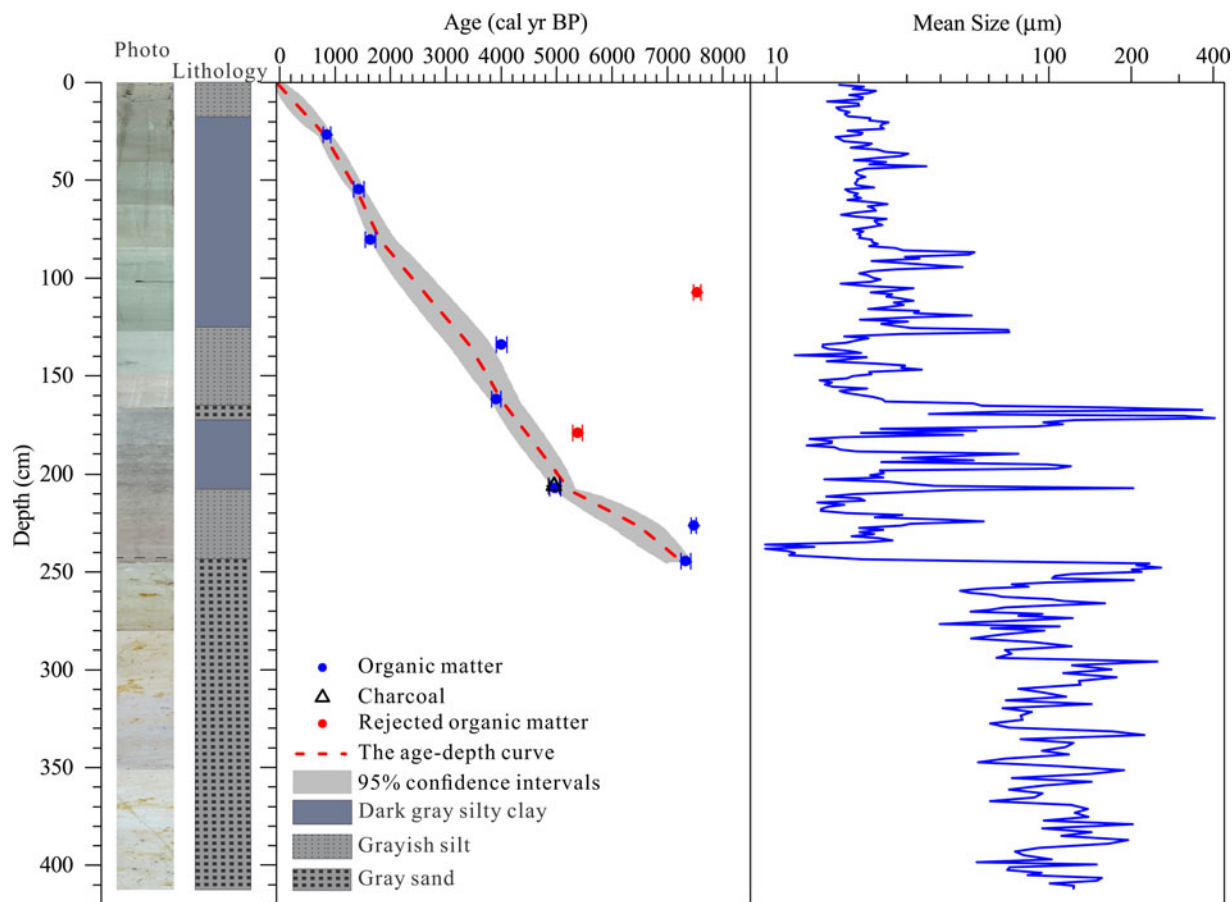 Age (cal yr BP)
Mean Size (μm)
Photo
Lithology
0 1000 2000 3000 4000 5000 6000 7000 8000
10 100 200 400
0
50
100
150
200
250
300
350
400
Depth (cm)
Organic matter
Charcoal
Rejected organic matter
The age-depth curve
95% confidence intervals
Dark gray silty clay
Grayish silt
Gray sand